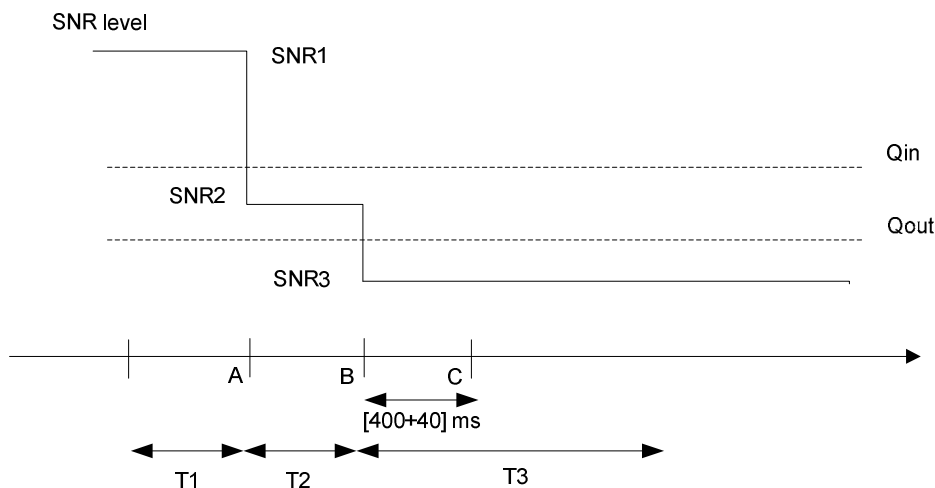 SNR level
SNR1
Qin
SNR2
Qout
SNR3
A B C
[400+40] ms
T1 T2 T3